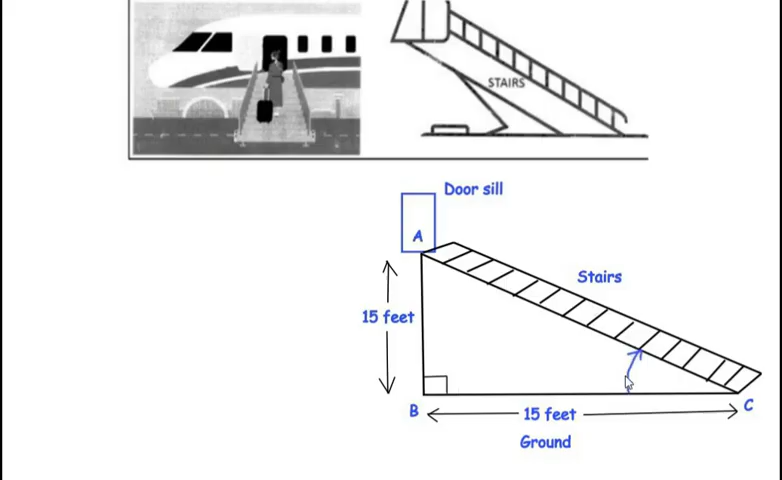 STAIRS
Door sill
A
Stairs
15 feet
B
15 feet
C
Ground